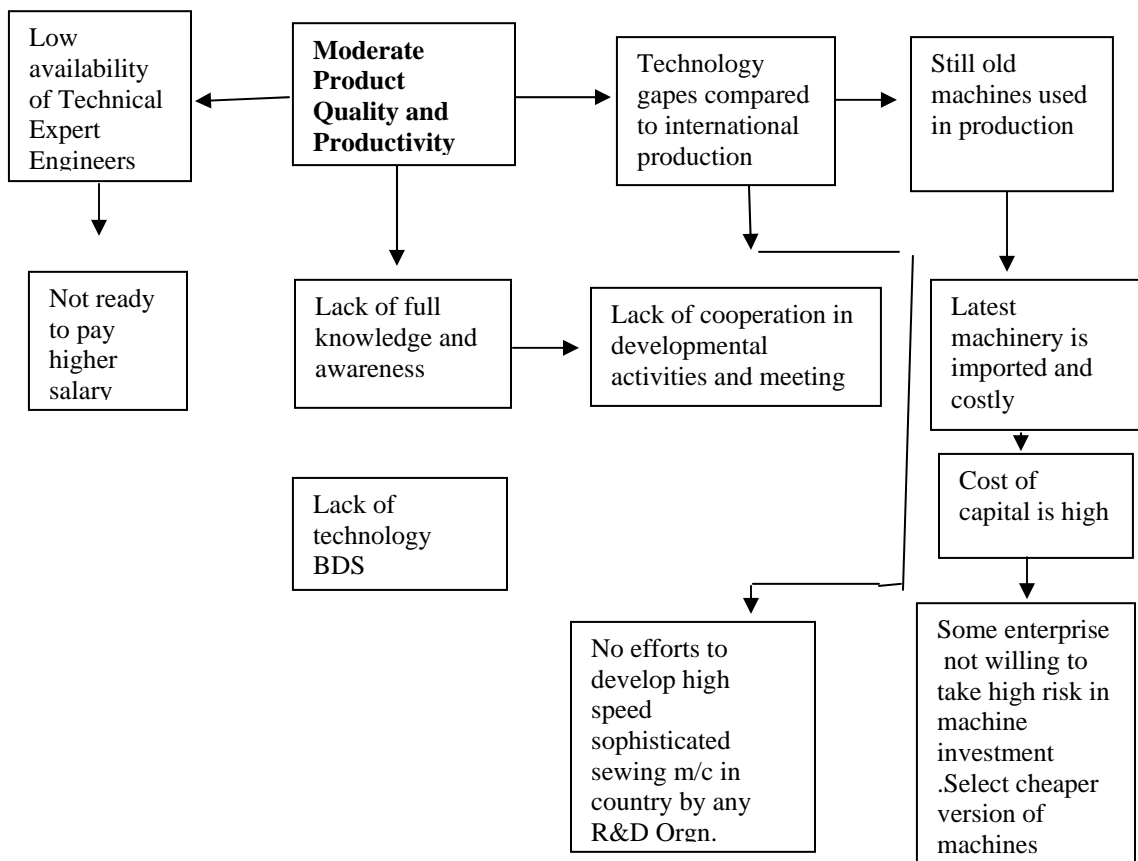 Low
availability
of Technical
Expert
Engineers
Moderate
Product
Quality and
Productivity
Technology
gapes compared
to international
production
Still old
machines used
in production
Not ready
to pay
higher
salary
Lack of full
knowledge and
awareness
Lack of cooperation in
developmental
activities and meeting
Latest
machinery is
imported and
costly
Cost of
capital is high
Lack of
technology
BDS
No efforts to
develop high
speed
sophisticated
sewing m/c in
country by any
R&D Orgn.
Some enterprise
not willing to
take high risk in
machine
investment
.Select cheaper
version of
machines